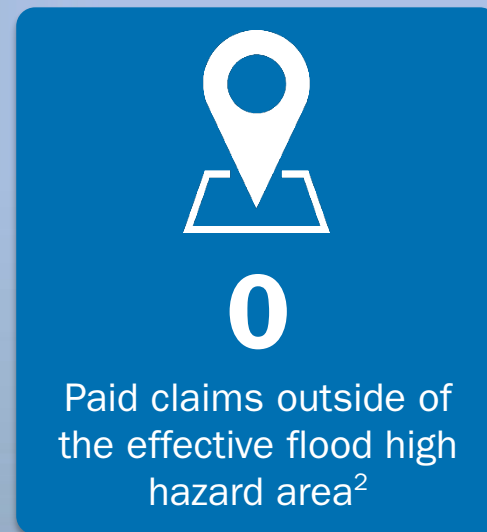 0
Paid claims outside of
the effective flood high
hazard area²